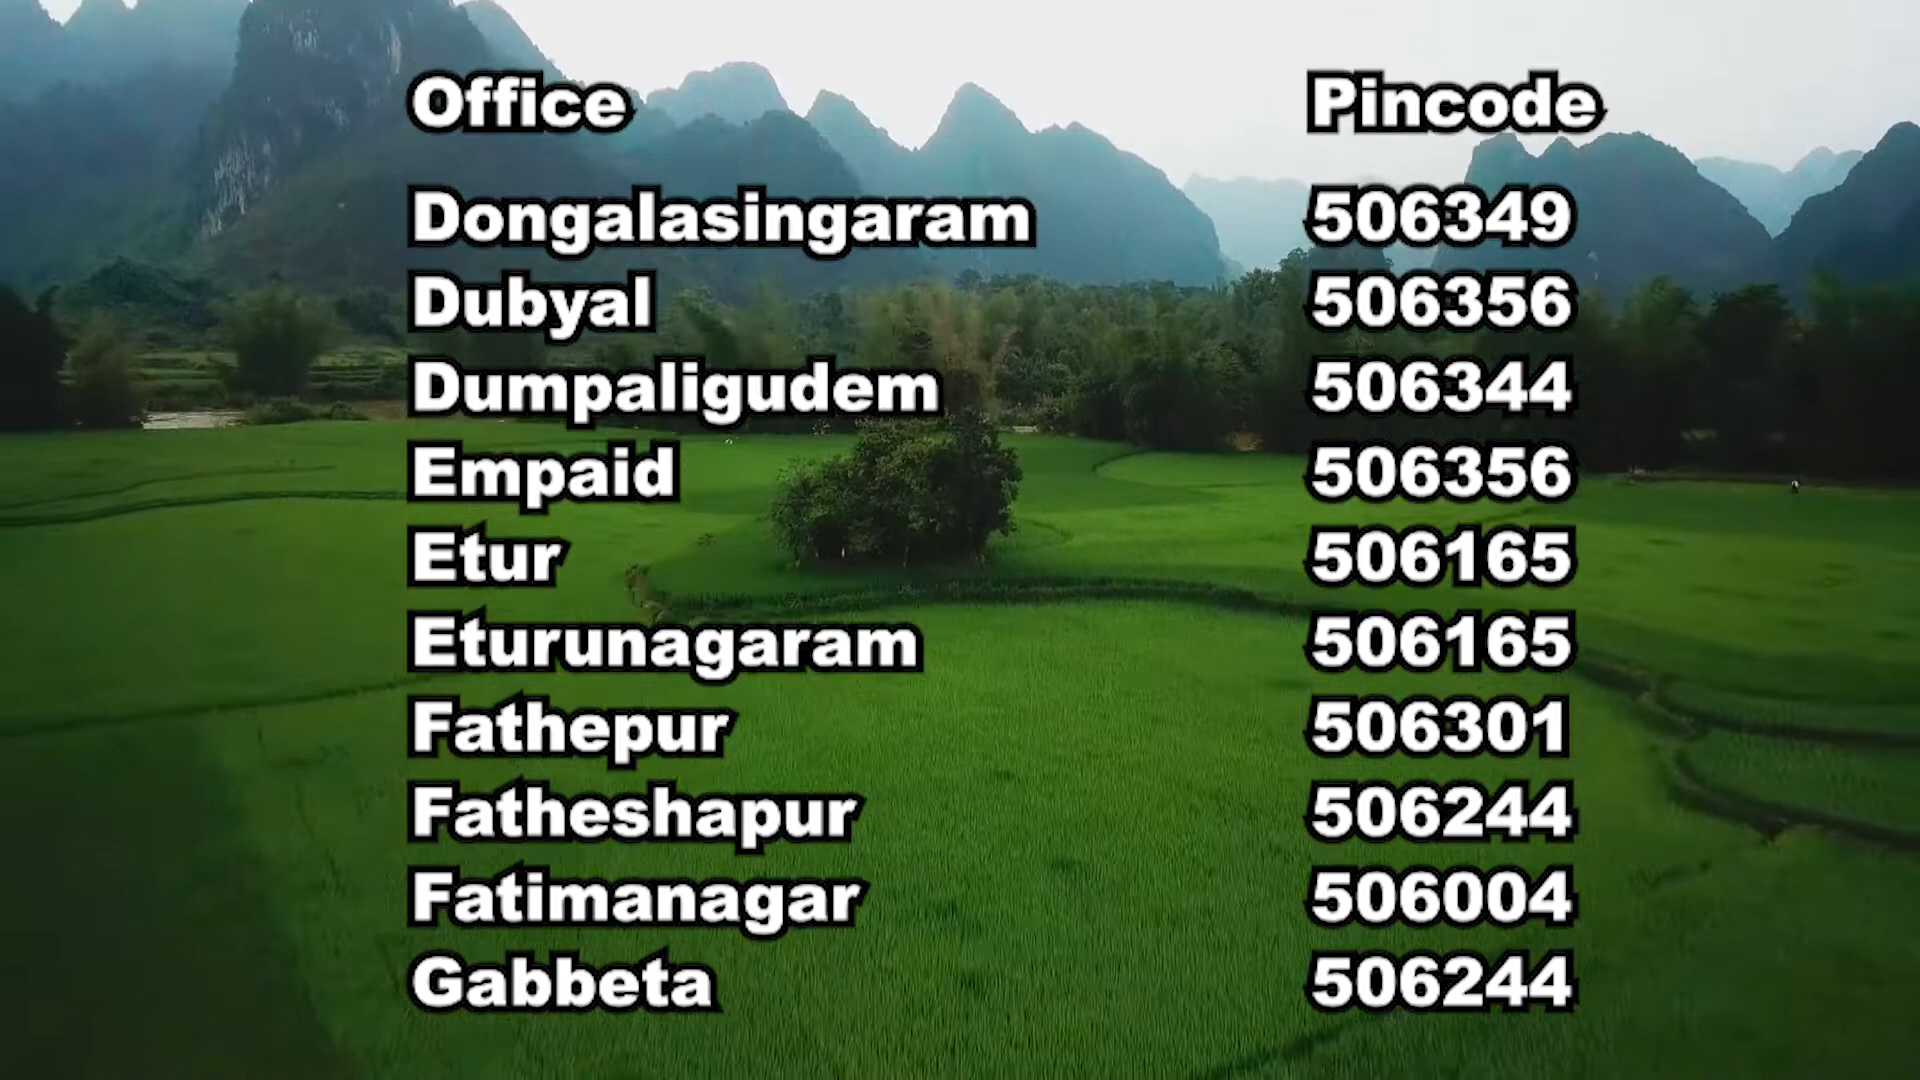 Office Pincode
Dongalasingaram 506349
Dubyal 506356
Dumpaligudem 506344
Empaid 506356
Etur 506165
Eturunagaram 506165
Fathepur 506301
Fatheshapur 506244
Fatimanagar 506004
Gabbeta 506244